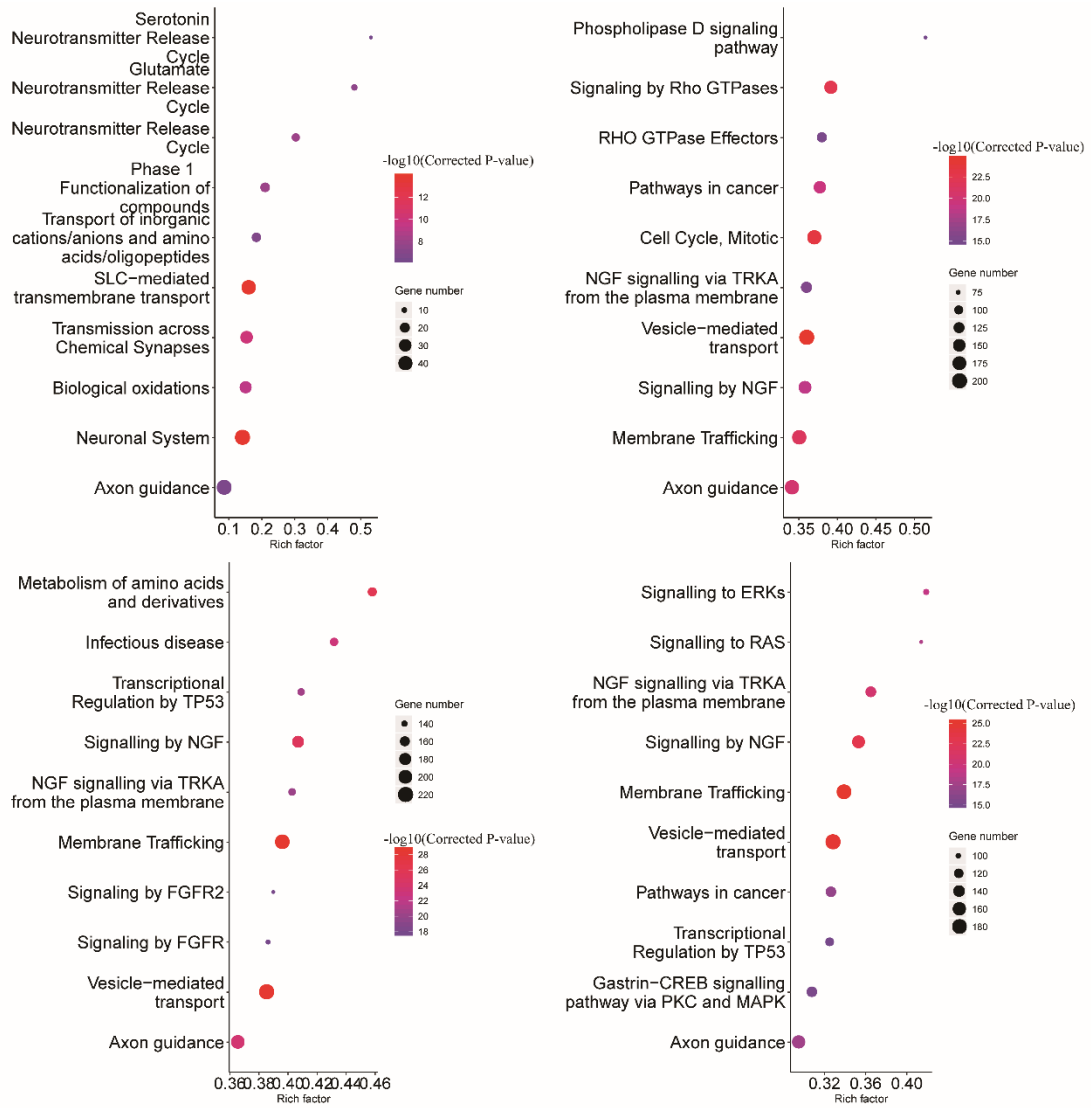 Serotonin
Neurotransmitter Release
Cycle
Glutamate
Neurotransmitter Release
Cycle
Neurotransmitter Release
Cycle
Phase 1
Functionalization of
compounds
Transport of inorganic
cations/anions and amino
acids/oligopeptides
SLC−mediated
transmembrane transport
Transmission across
Chemical Synapses
Biological oxidations
Neuronal System
Axon guidance
0.1 0.2 0.3 0.4 0.5
Rich factor
-log10(Corrected P-value)
12
10
8
Gene number
10
20
30
40
Phospholipase D signaling
pathway
Signaling by Rho GTPases
RHO GTPase Effectors
Pathways in cancer
Cell Cycle, Mitotic
NGF signalling via TRKA
from the plasma membrane
Vesicle−mediated
transport
Signalling by NGF
Membrane Trafficking
Axon guidance
0.35 0.40 0.45 0.50
Rich factor
-log10(Corrected P-value)
22.5
20.0
17.5
15.0
Gene number
75
100
125
150
175
200
Metabolism of amino acids
and derivatives
Infectious disease
Transcriptional
Regulation by TP53
Signalling by NGF
NGF signalling via TRKA
from the plasma membrane
Membrane Trafficking
Signaling by FGFR2
Signaling by FGFR
Vesicle−mediated
transport
Axon guidance
0.36 0.38 0.40 0.42 0.44 0.46
Rich factor
Gene number
140
160
180
200
220
-log10(Corrected P-value)
28
26
24
22
20
18
Signalling to ERKs
Signalling to RAS
NGF signalling via TRKA
from the plasma membrane
Signalling by NGF
Membrane Trafficking
Vesicle−mediated
transport
Pathways in cancer
Transcriptional
Regulation by TP53
Gastrin−CREB signalling
pathway via PKC and MAPK
Axon guidance
0.32 0.36 0.40
Rich factor
-log10(Corrected P-value)
25.0
22.5
20.0
17.5
15.0
Gene number
100
120
140
160
180